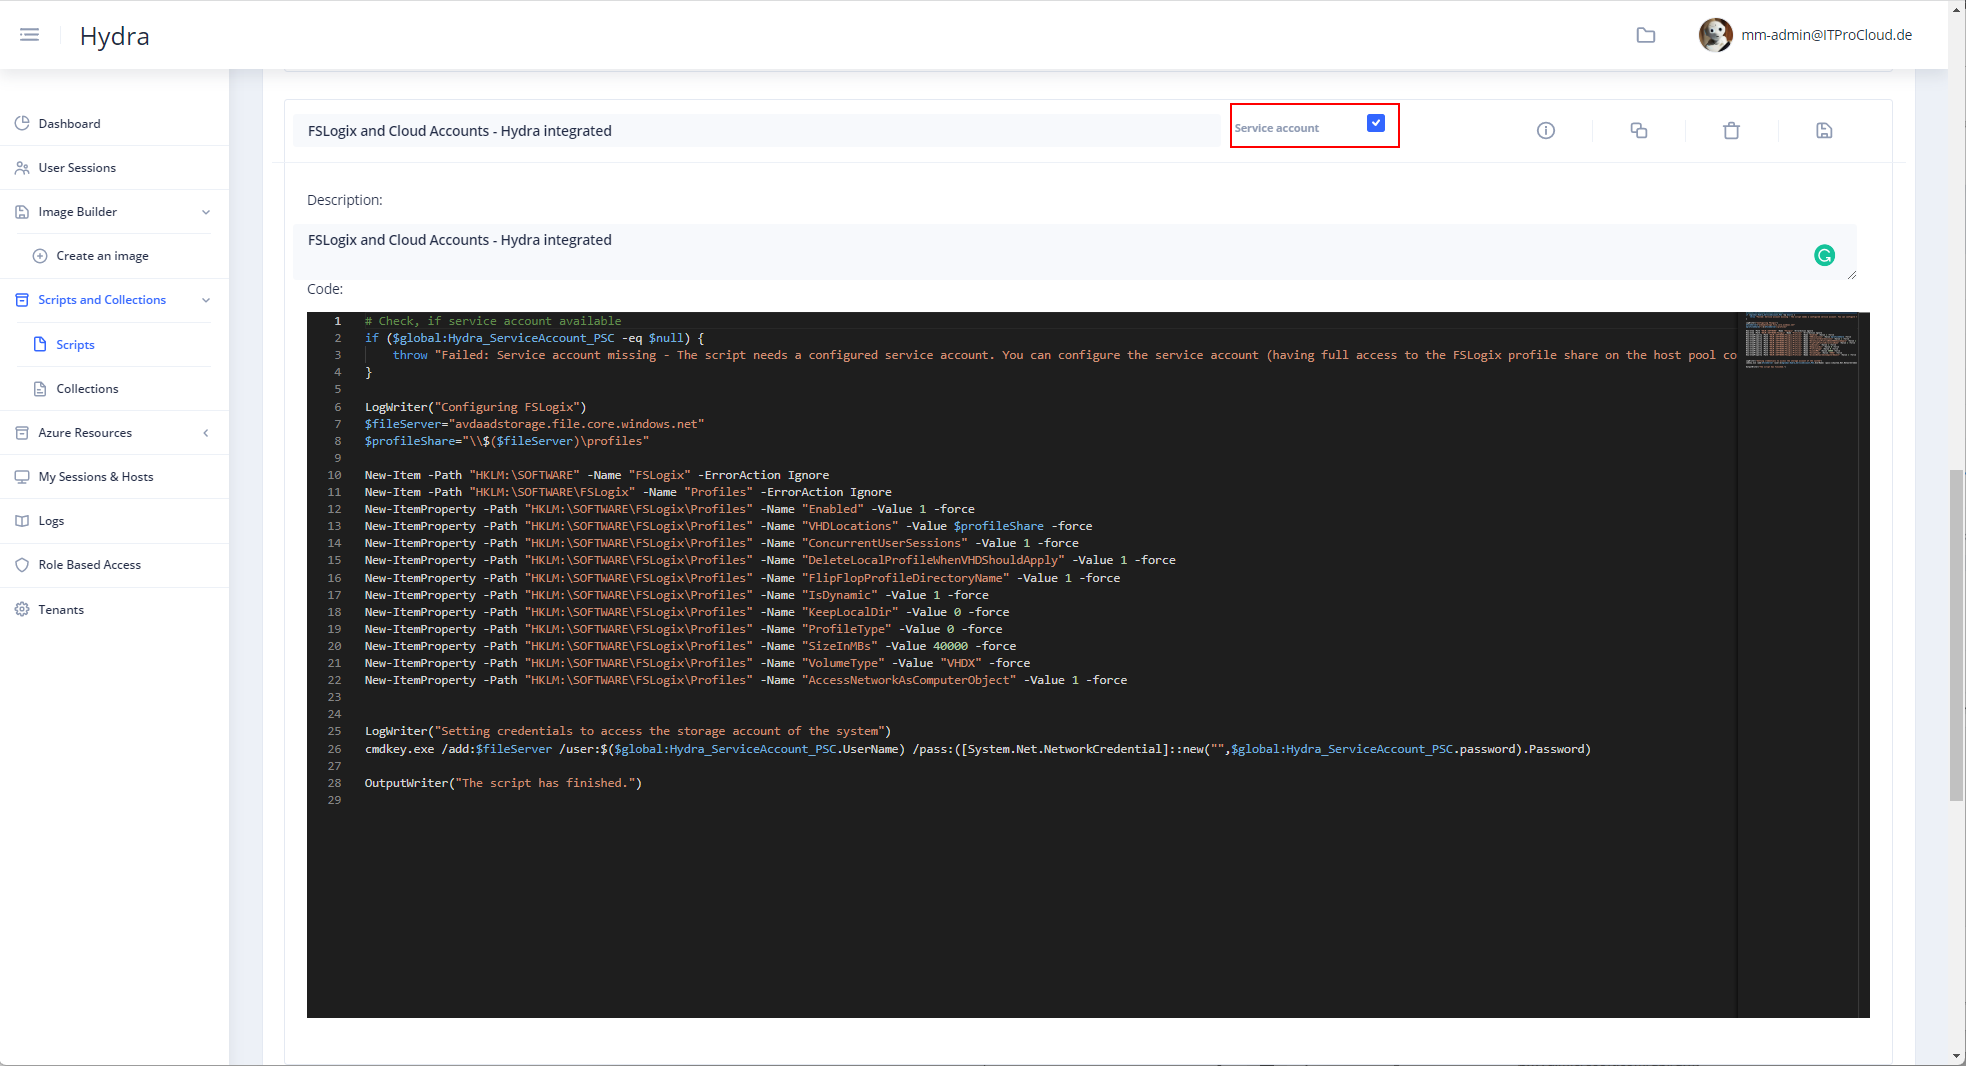 Hydra
mm-admin@ITProCloud.de
Dashboard
User Sessions
Image Builder
Create an image
Scripts and Collections
Scripts
Collections
Azure Resources
My Sessions & Hosts
Logs
Role Based Access
Tenants
FSLogix and Cloud Accounts - Hydra integrated
Service account
Description:
FSLogix and Cloud Accounts - Hydra integrated
Code:
1 # Check, if service account available
2 if ($global:Hydra_ServiceAccount_PSC -eq $null) {
3 throw "Failed: Service account missing - The script needs a configured service account. You can configure the service account (having full access to the FSLogix profile share on the host pool co
4 }
5
6 LogWriter("Configuring FSLogix")
7 $fileServer="avdaadstorage.file.core.windows.net"
8 $profileShare="\\$($fileServer)\profiles"
9
10 New-Item -Path "HKLM:\SOFTWARE" -Name "FSLogix" -ErrorAction Ignore
11 New-Item -Path "HKLM:\SOFTWARE\FSLogix" -Name "Profiles" -ErrorAction Ignore
12 New-ItemProperty -Path "HKLM:\SOFTWARE\FSLogix\Profiles" -Name "Enabled" -Value 1 -force
13 New-ItemProperty -Path "HKLM:\SOFTWARE\FSLogix\Profiles" -Name "VHDLocations" -Value $profileShare -force
14 New-ItemProperty -Path "HKLM:\SOFTWARE\FSLogix\Profiles" -Name "ConcurrentUserSessions" -Value 1 -force
15 New-ItemProperty -Path "HKLM:\SOFTWARE\FSLogix\Profiles" -Name "DeleteLocalProfileWhenVHDShouldApply" -Value 1 -force
16 New-ItemProperty -Path "HKLM:\SOFTWARE\FSLogix\Profiles" -Name "FlipFlopProfileDirectoryName" -Value 1 -force
17 New-ItemProperty -Path "HKLM:\SOFTWARE\FSLogix\Profiles" -Name "IsDynamic" -Value 1 -force
18 New-ItemProperty -Path "HKLM:\SOFTWARE\FSLogix\Profiles" -Name "KeepLocalDir" -Value 0 -force
19 New-ItemProperty -Path "HKLM:\SOFTWARE\FSLogix\Profiles" -Name "ProfileType" -Value 0 -force
20 New-ItemProperty -Path "HKLM:\SOFTWARE\FSLogix\Profiles" -Name "SizeInMBs" -Value 40000 -force
21 New-ItemProperty -Path "HKLM:\SOFTWARE\FSLogix\Profiles" -Name "VolumeType" -Value "VHDX" -force
22 New-ItemProperty -Path "HKLM:\SOFTWARE\FSLogix\Profiles" -Name "AccessNetworkAsComputerObject" -Value 1 -force
23
24
25 LogWriter("Setting credentials to access the storage account of the system")
26 cmdkey.exe /add:$fileServer /user:$($global:Hydra_ServiceAccount_PSC.UserName) /pass:([System.Net.NetworkCredential]::new("",$global:Hydra_ServiceAccount_PSC.password).Password)
27
28 OutputWriter("The script has finished.")
29